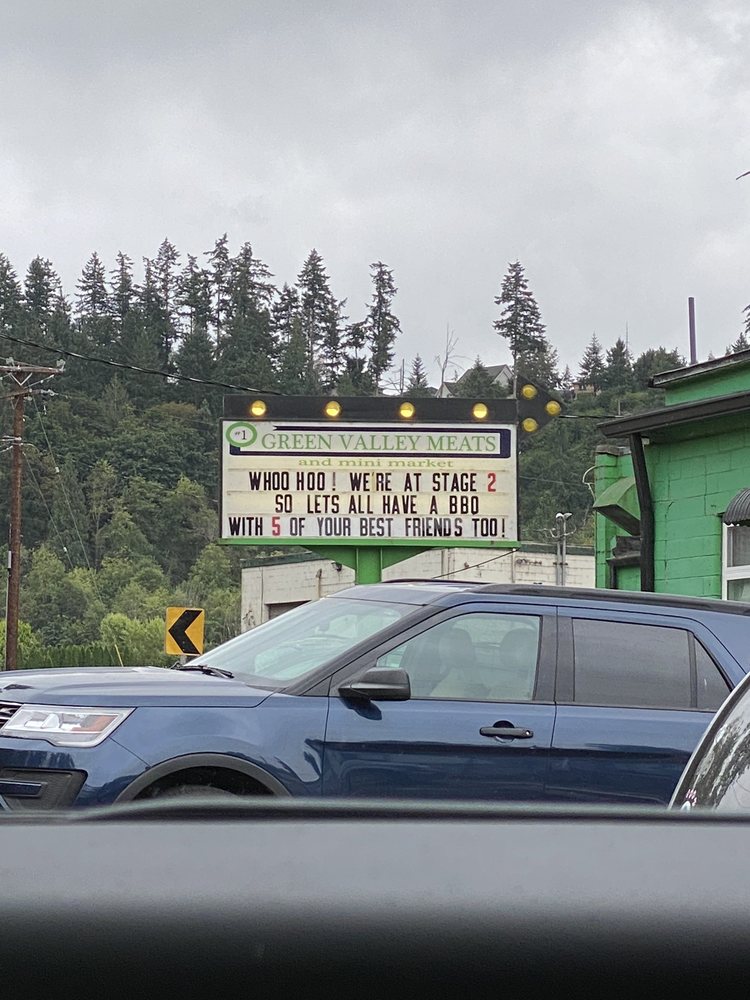 #1 GREEN VALLEY MEATS
and mini market
WHOO HOO! WE'RE AT STAGE 2
SO LETS ALL HAVE A BBQ
WITH 5 OF YOUR BEST FRIENDS TOO!